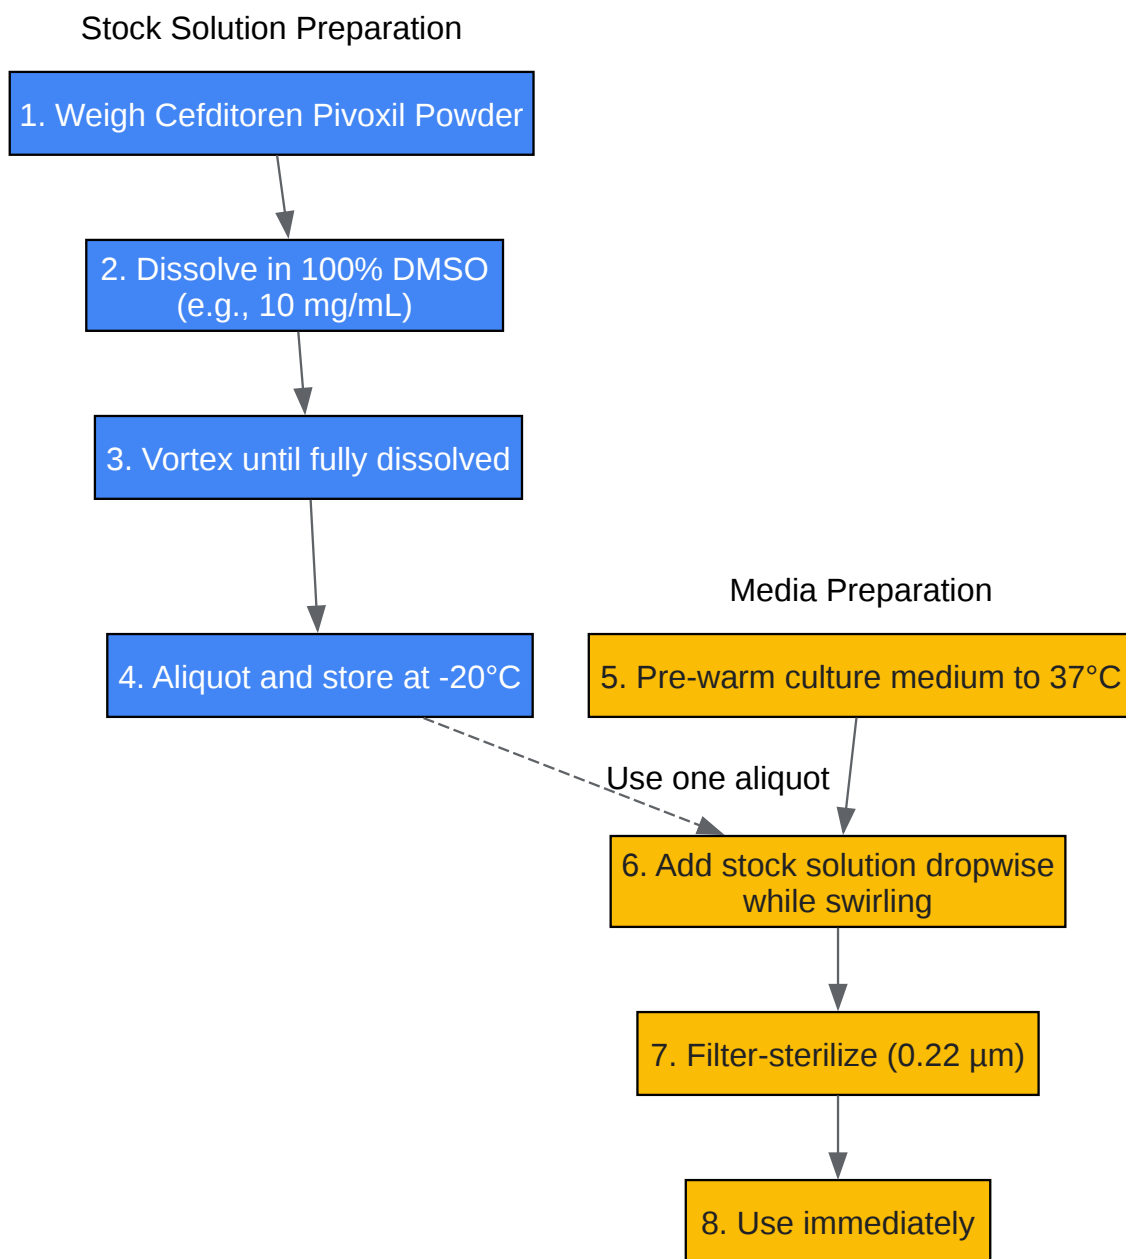 Stock Solution Preparation
1. Weigh Cefditoren Pivoxil Powder
2. Dissolve in 100% DMSO
(e.g., 10 mg/mL)
3. Vortex until fully dissolved
4. Aliquot and store at -20°C
Media Preparation
5. Pre-warm culture medium to 37°C
Use one aliquot
6. Add stock solution dropwise
while swirling
7. Filter-sterilize (0.22 µm)
8. Use immediately